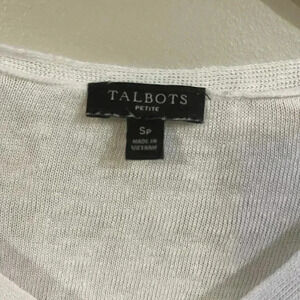 TALBOTS
PETITE
SP
MADE IN
VIETNAM